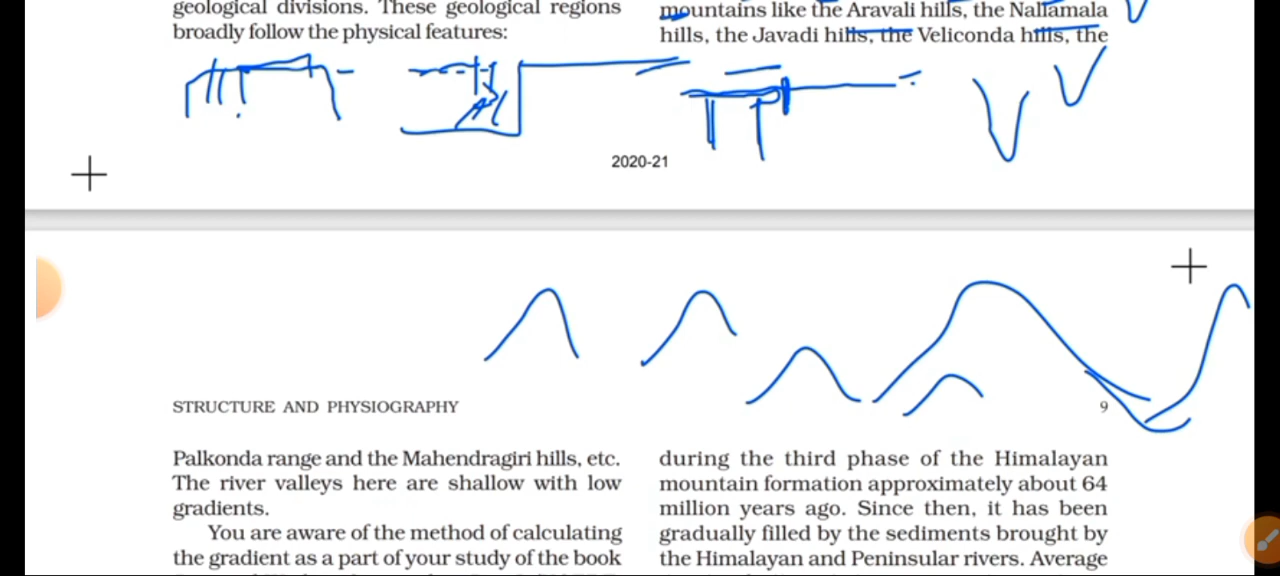 geological divisions. These geological regions
broadly follow the physical features:
mountains like the Aravali hills, the Nallamala
hills, the Javadi hills, the Veliconda hills, the
2020-21
STRUCTURE AND PHYSIOGRAPHY
9
Palkonda range and the Mahendragiri hills, etc.
The river valleys here are shallow with low
gradients.
You are aware of the method of calculating
the gradient as a part of your study of the book
during the third phase of the Himalayan
mountain formation approximately about 64
million years ago. Since then, it has been
gradually filled by the sediments brought by
the Himalayan and Peninsular rivers. Average